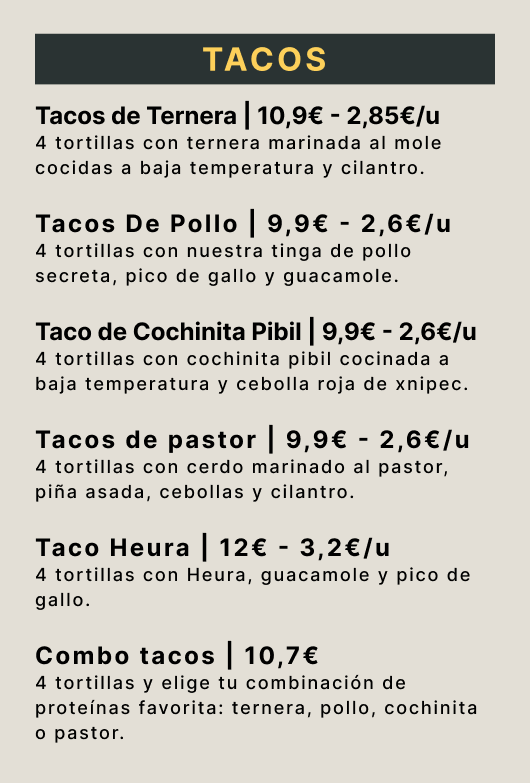 TACOS
Tacos de Ternera | 10,9€ - 2,85€/u
4 tortillas con ternera marinada al mole
cocidas a baja temperatura y cilantro.
Tacos De Pollo | 9,9€ - 2,6€/u
4 tortillas con nuestra tinga de pollo
secreta, pico de gallo y guacamole.
Taco de Cochinita Pibil | 9,9€ - 2,6€/u
4 tortillas con cochinita pibil cocinada a
baja temperatura y cebolla roja de xnipec.
Tacos de pastor | 9,9€ - 2,6€/u
4 tortillas con cerdo marinado al pastor,
piña asada, cebollas y cilantro.
Taco Heura | 12€ - 3,2€/u
4 tortillas con Heura, guacamole y pico de
gallo.
Combo tacos | 10,7€
4 tortillas y elige tu combinación de
proteínas favorita: ternera, pollo, cochinita
o pastor.